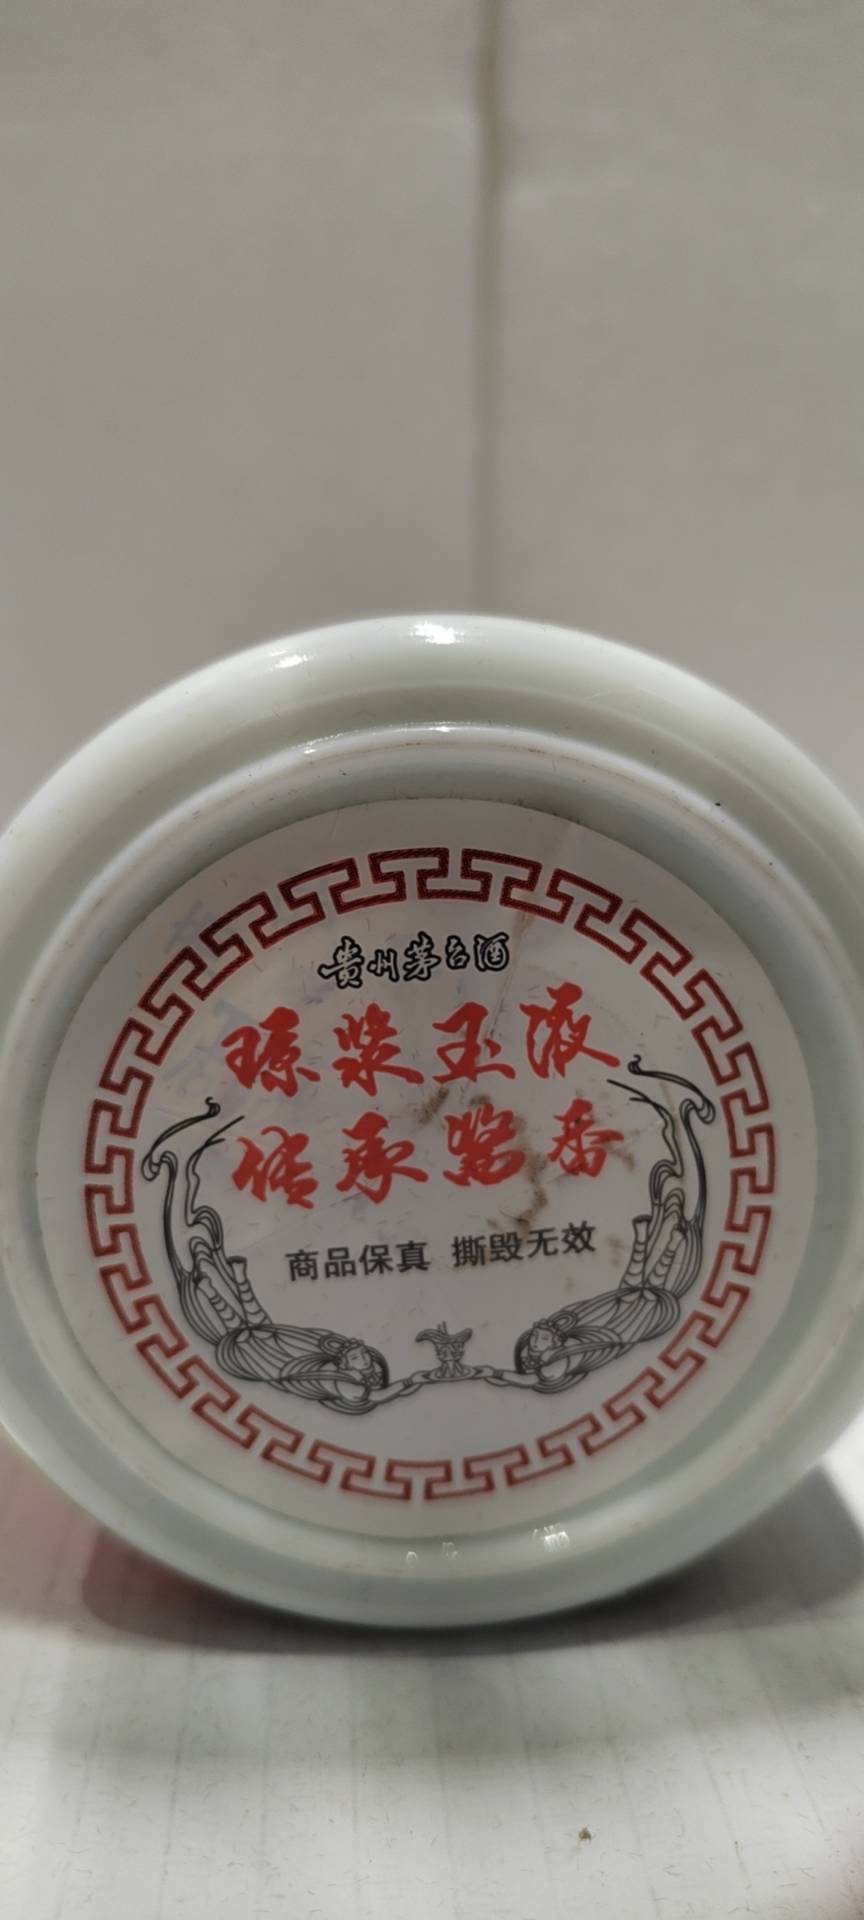 贵州茅台酒
琼浆玉液
传承酱香
商品保真 撕毁无效